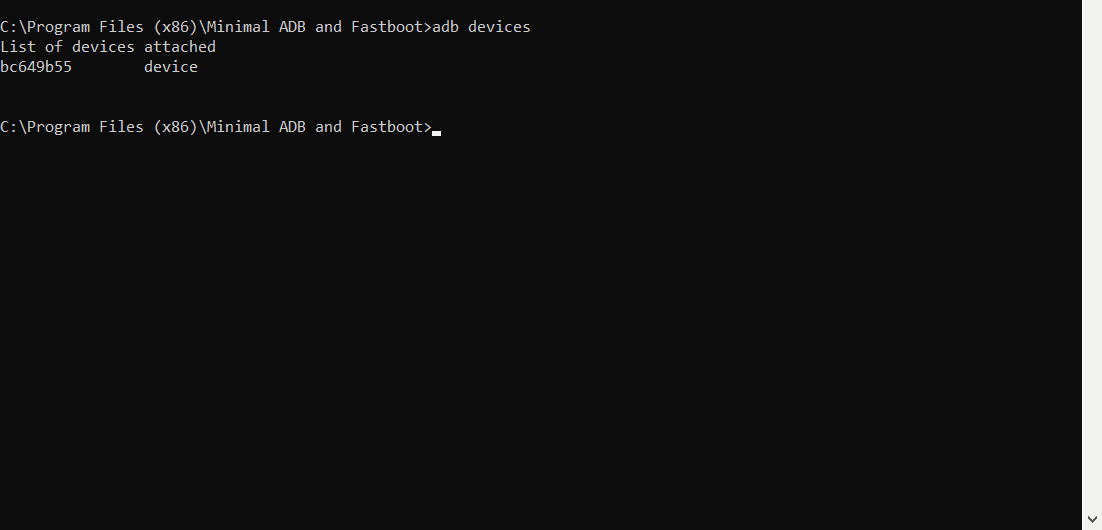 C:\Program Files (x86)\Minimal ADB and Fastboot>adb devices
List of devices attached
bc649b55        device
C:\Program Files (x86)\Minimal ADB and Fastboot>